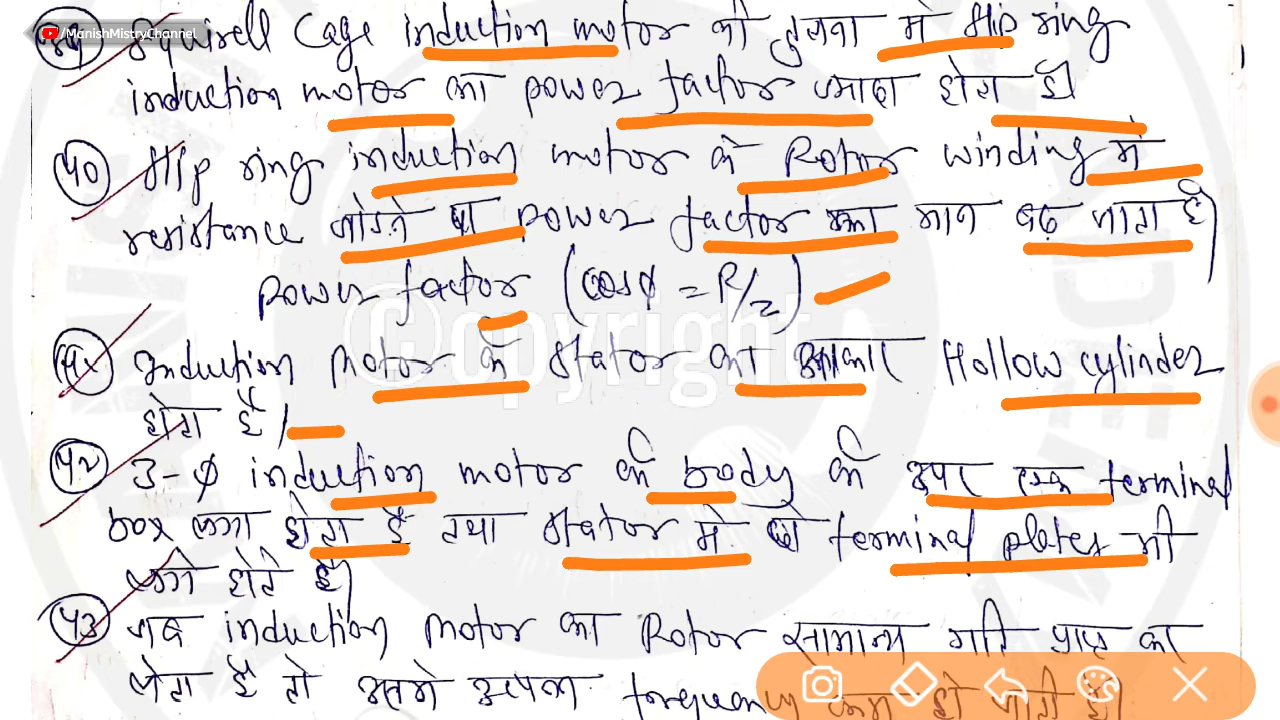 /ManishMistryChannel
Squirell Cage induction motor की तुलना मे slip ring
induction motor का power factor ज्यादा होता है।
40 slip ring induction motor के Rotor winding मे
resistance जोड़ने पर power factor का मान बढ़ जाता है।
power factor (cosφ = R/z)
41 Induction motor के stator का आकार Hollow cylinder
होता है।
42 3-φ induction motor के body के उपर एक terminal
box लगा होता है तथा stator मे दो terminal plates भी
लगे होते है।
43 जब induction motor का Rotor सामान्य गति प्राप्त कर
लेता है तो उसमे उत्पन्न frequency कम हो जाती है।
©opyright